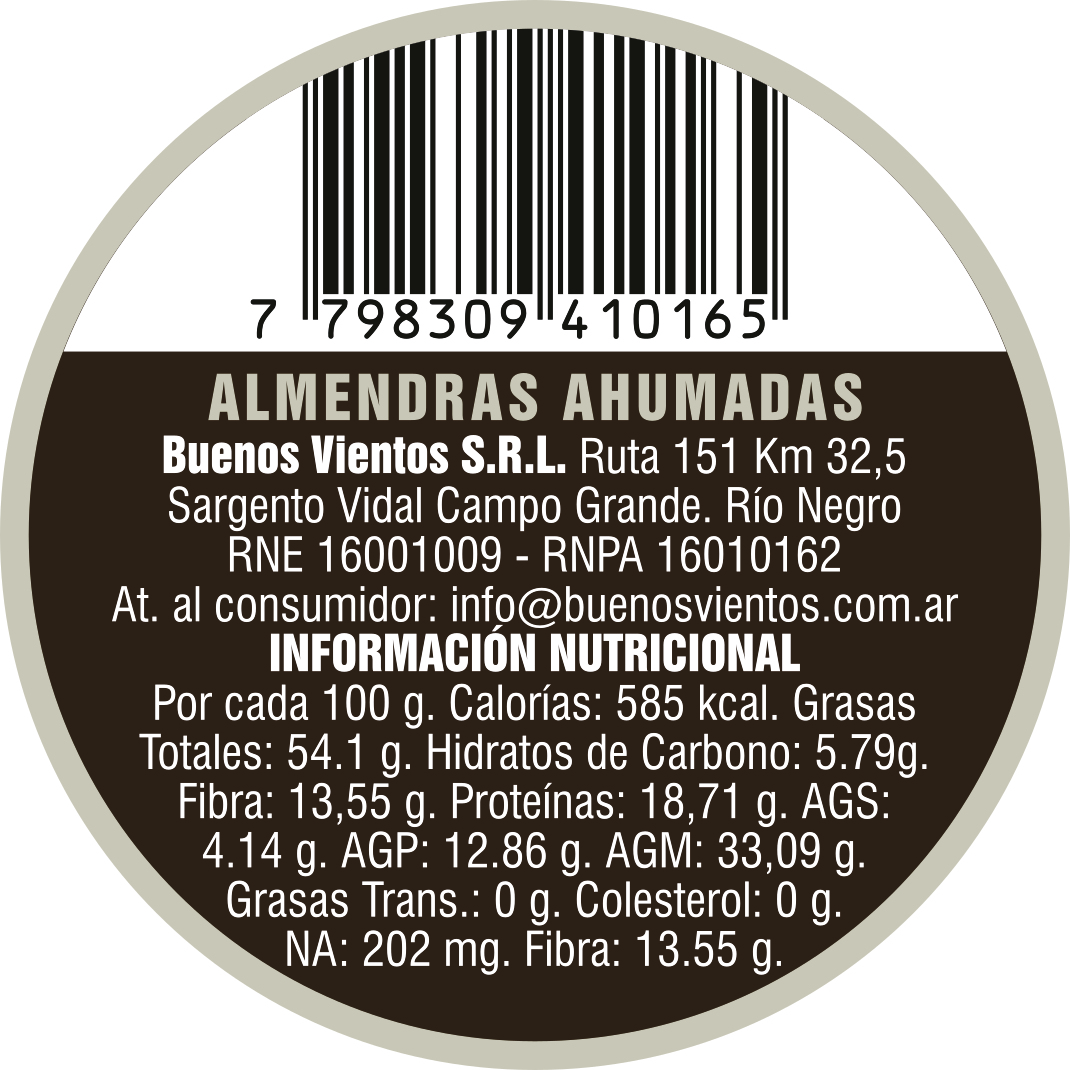 7 798309 410165
ALMENDRAS AHUMADAS
Buenos Vientos S.R.L. Ruta 151 Km 32,5
Sargento Vidal Campo Grande. Río Negro
RNE 16001009 - RNPA 16010162
At. al consumidor: info@buenosvientos.com.ar
INFORMACIÓN NUTRICIONAL
Por cada 100 g. Calorías: 585 kcal. Grasas
Totales: 54.1 g. Hidratos de Carbono: 5.79g.
Fibra: 13,55 g. Proteínas: 18,71 g. AGS:
4.14 g. AGP: 12.86 g. AGM: 33,09 g.
Grasas Trans.: 0 g. Colesterol: 0 g.
NA: 202 mg. Fibra: 13.55 g.